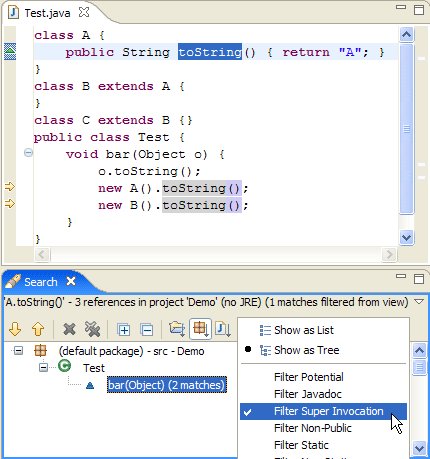 Test.java
class A {
public String toString() { return "A"; }
}
class B extends A {
}
class C extends B {}
public class Test {
void bar(Object o) {
o.toString();
new A().toString();
new B().toString();
}
}
Search
'A.toString()' - 3 references in project 'Demo' (no JRE) (1 matches filtered from view)
(default package) - src - Demo
Test
bar(Object) (2 matches)
Show as List
Show as Tree
Filter Potential
Filter Javadoc
Filter Super Invocation
Filter Non-Public
Filter Static